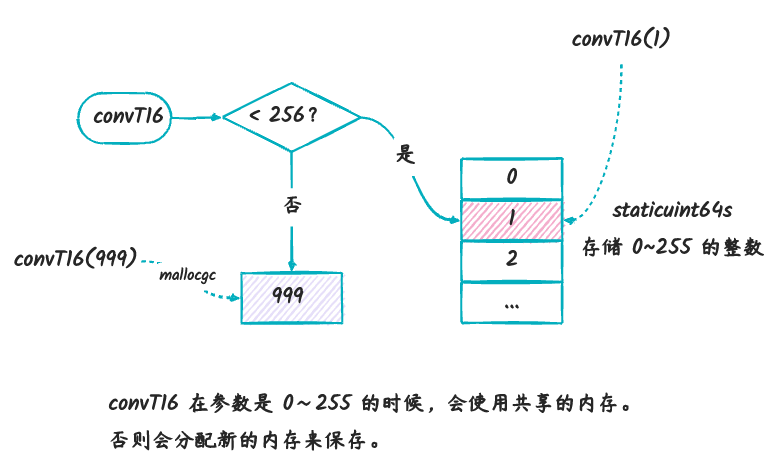 convT16(1)
convT16
< 256?
是
0
否
1
staticuint64s
存储 0~255 的整数
convT16(999)
mallocgc
2
999
...
convT16 在参数是 0~255 的时候，会使用共享的内存。
否则会分配新的内存来保存。